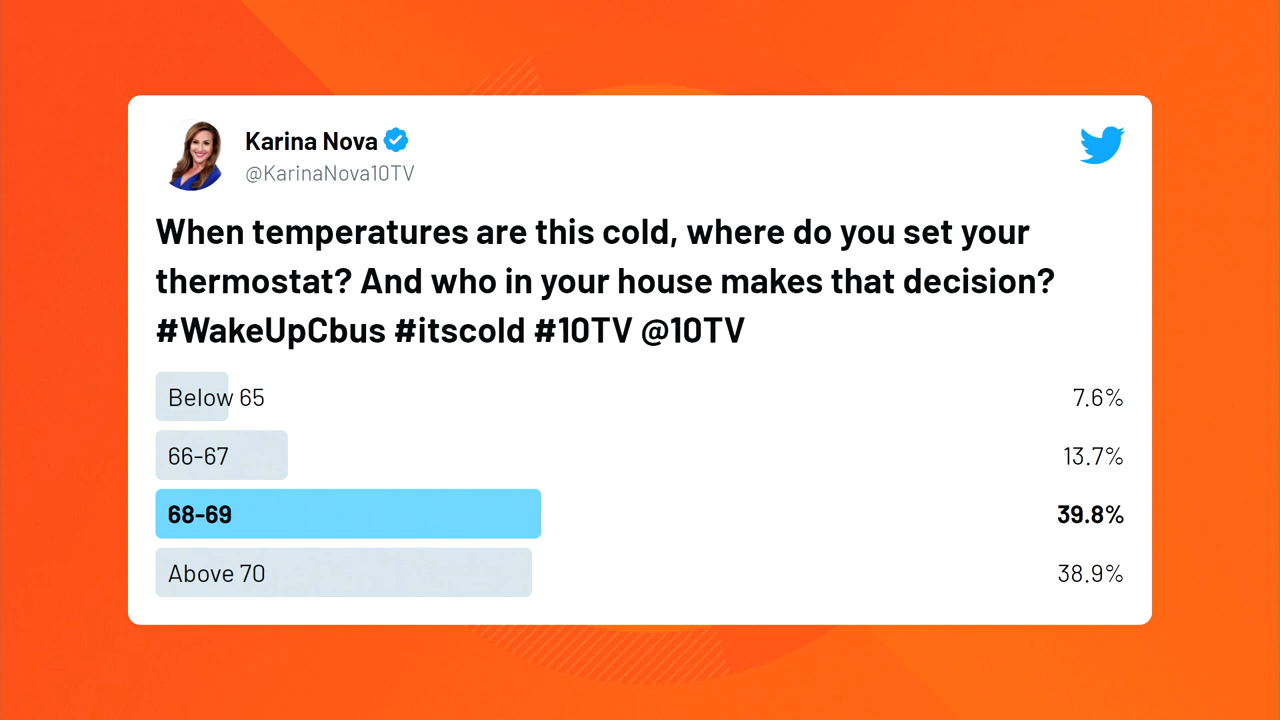 Karina Nova
@KarinaNova10TV
When temperatures are this cold, where do you set your
thermostat? And who in your house makes that decision?
#WakeUpCbus #itscold #10TV @10TV
Below 65 7.6%
66-67 13.7%
68-69 39.8%
Above 70 38.9%